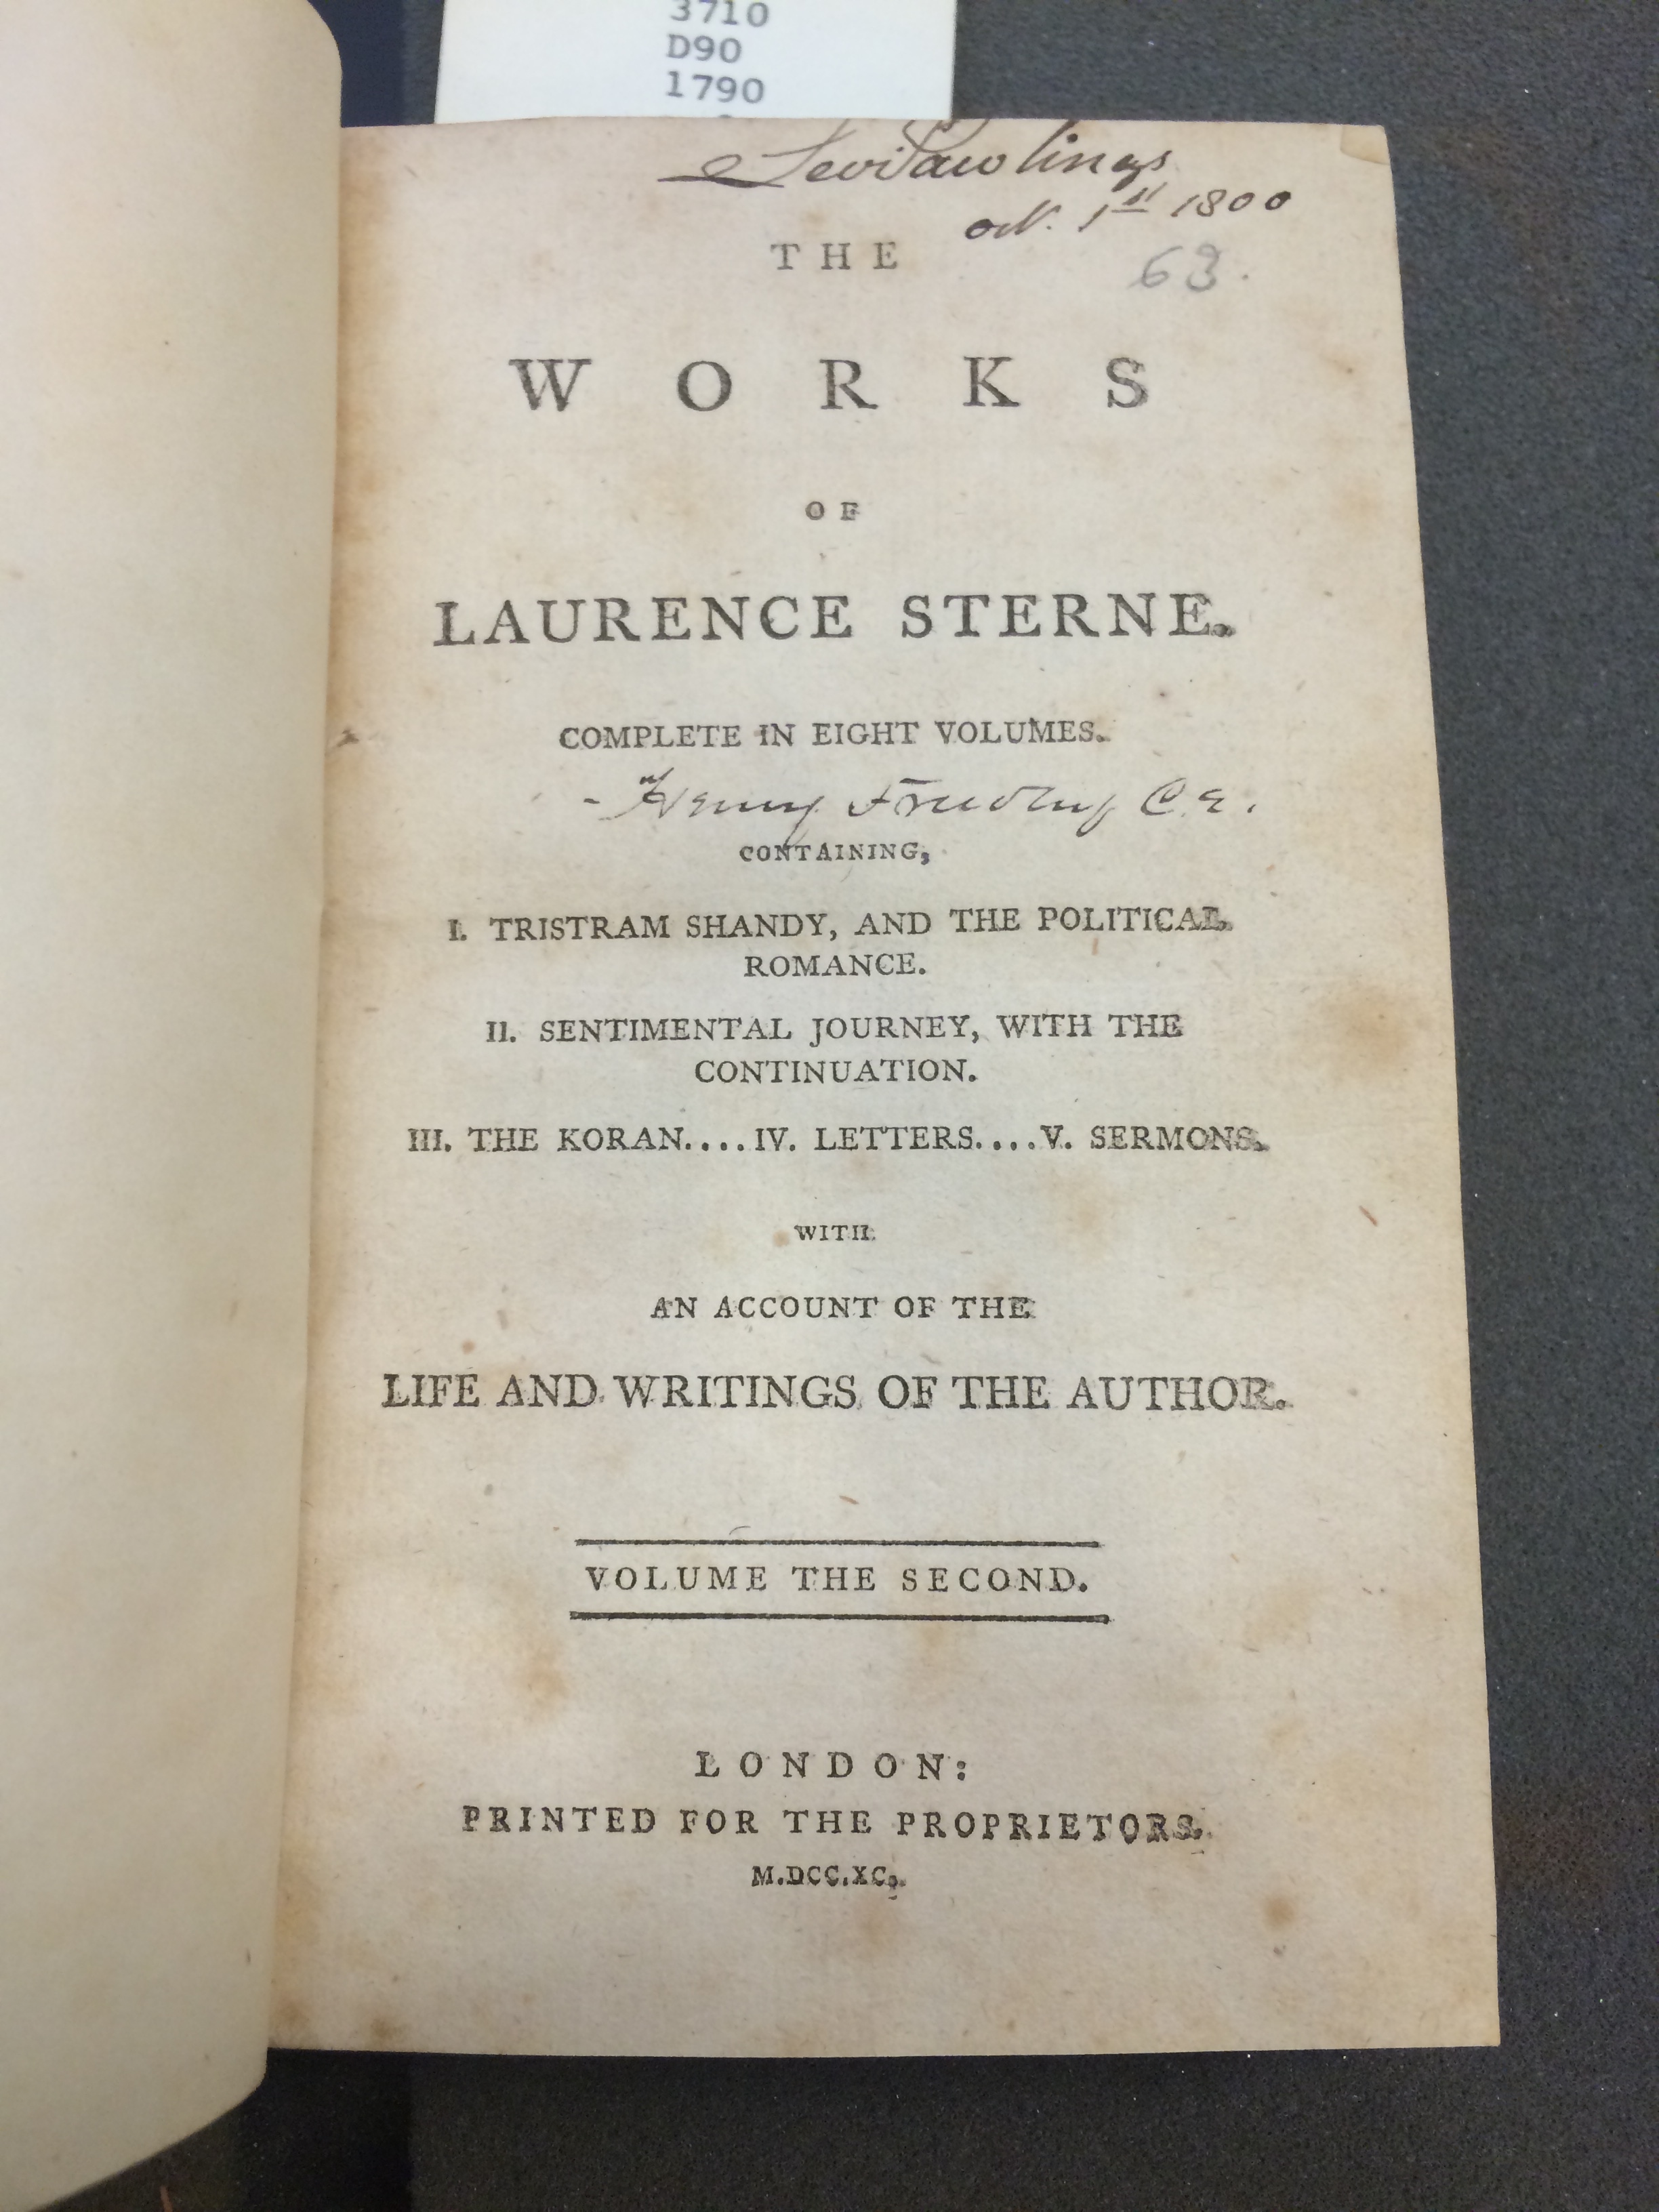 3710
D90
1790
Levi Pawlings
Oct. 1st 1800
THE
63.
WORKS
OF
LAURENCE STERNE.
COMPLETE IN EIGHT VOLUMES.
Henry C. E.
CONTAINING,
I. TRISTRAM SHANDY, AND THE POLITICAL
ROMANCE.
II. SENTIMENTAL JOURNEY, WITH THE
CONTINUATION.
III. THE KORAN....IV. LETTERS....V. SERMONS.
WITH
AN ACCOUNT OF THE
LIFE AND WRITINGS OF THE AUTHOR.
VOLUME THE SECOND.
LONDON:
PRINTED FOR THE PROPRIETORS.
M.DCC.XC.